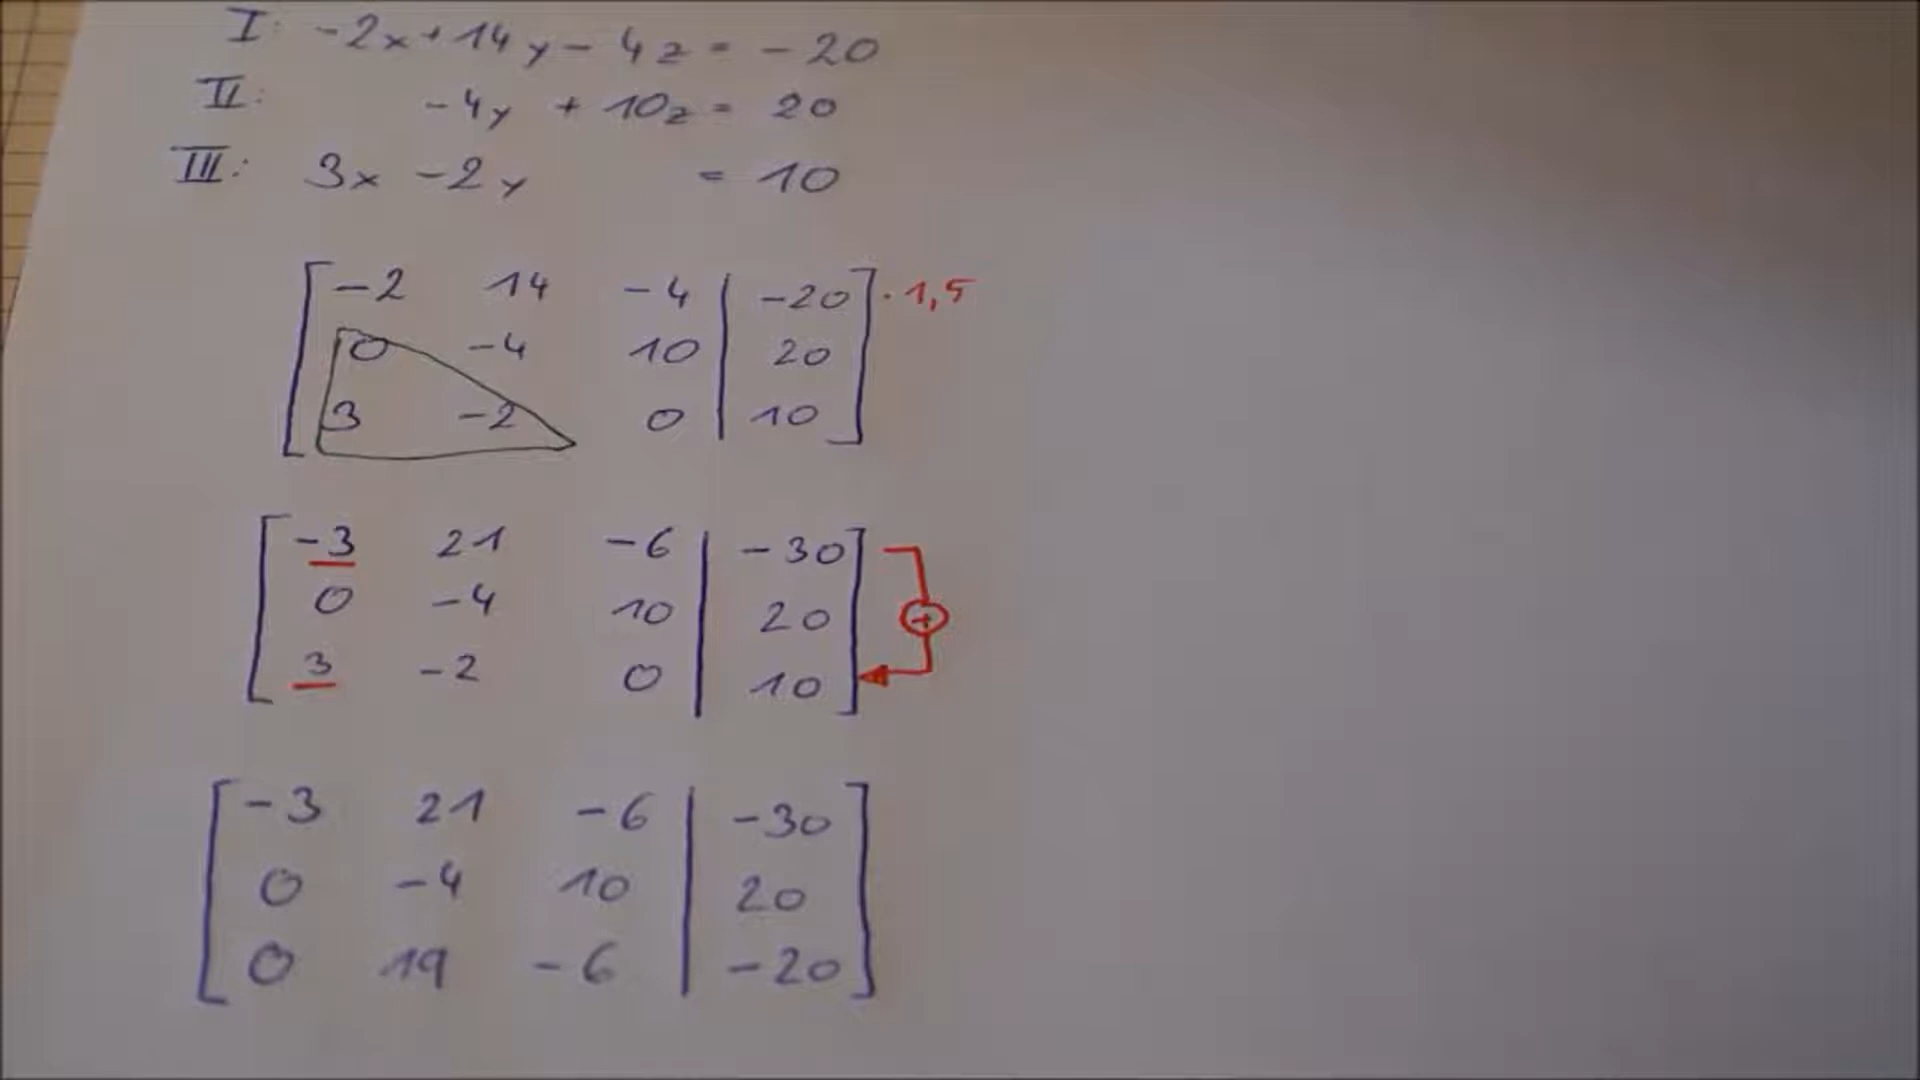 I: -2x+14y-4z=-20
II: -4y+10z=20
III: 3x-2y=10
-2 14 -4 | -20 ·1,5
0 -4 10 | 20
3 -2 0 | 10
-3 21 -6 | -30
0 -4 10 | 20 +
3 -2 0 | 10
-3 21 -6 | -30
0 -4 10 | 20
0 19 -6 | -20